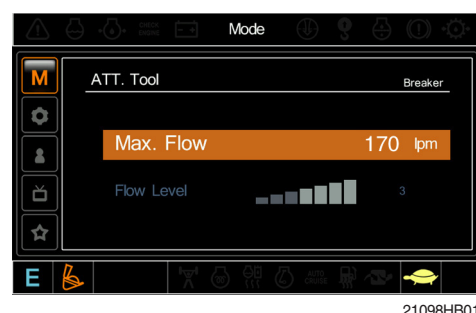 CHECK
ENGINE
Mode
M
ATT. Tool
Breaker
Max. Flow 170 lpm
Flow Level 3
E
AUTO
CRUISE
21098HB01